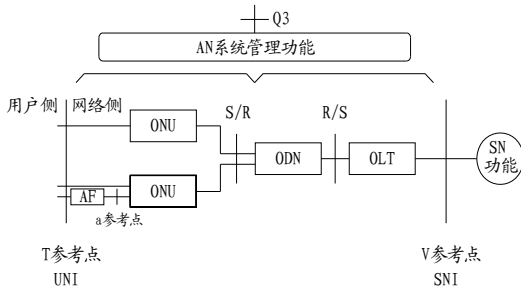 Q3
AN系统管理功能
用户侧 网络侧
S/R
R/S
ONU
ODN
OLT
SN
功能
AF
ONU
a参考点
T参考点
UNI
V参考点
SNI